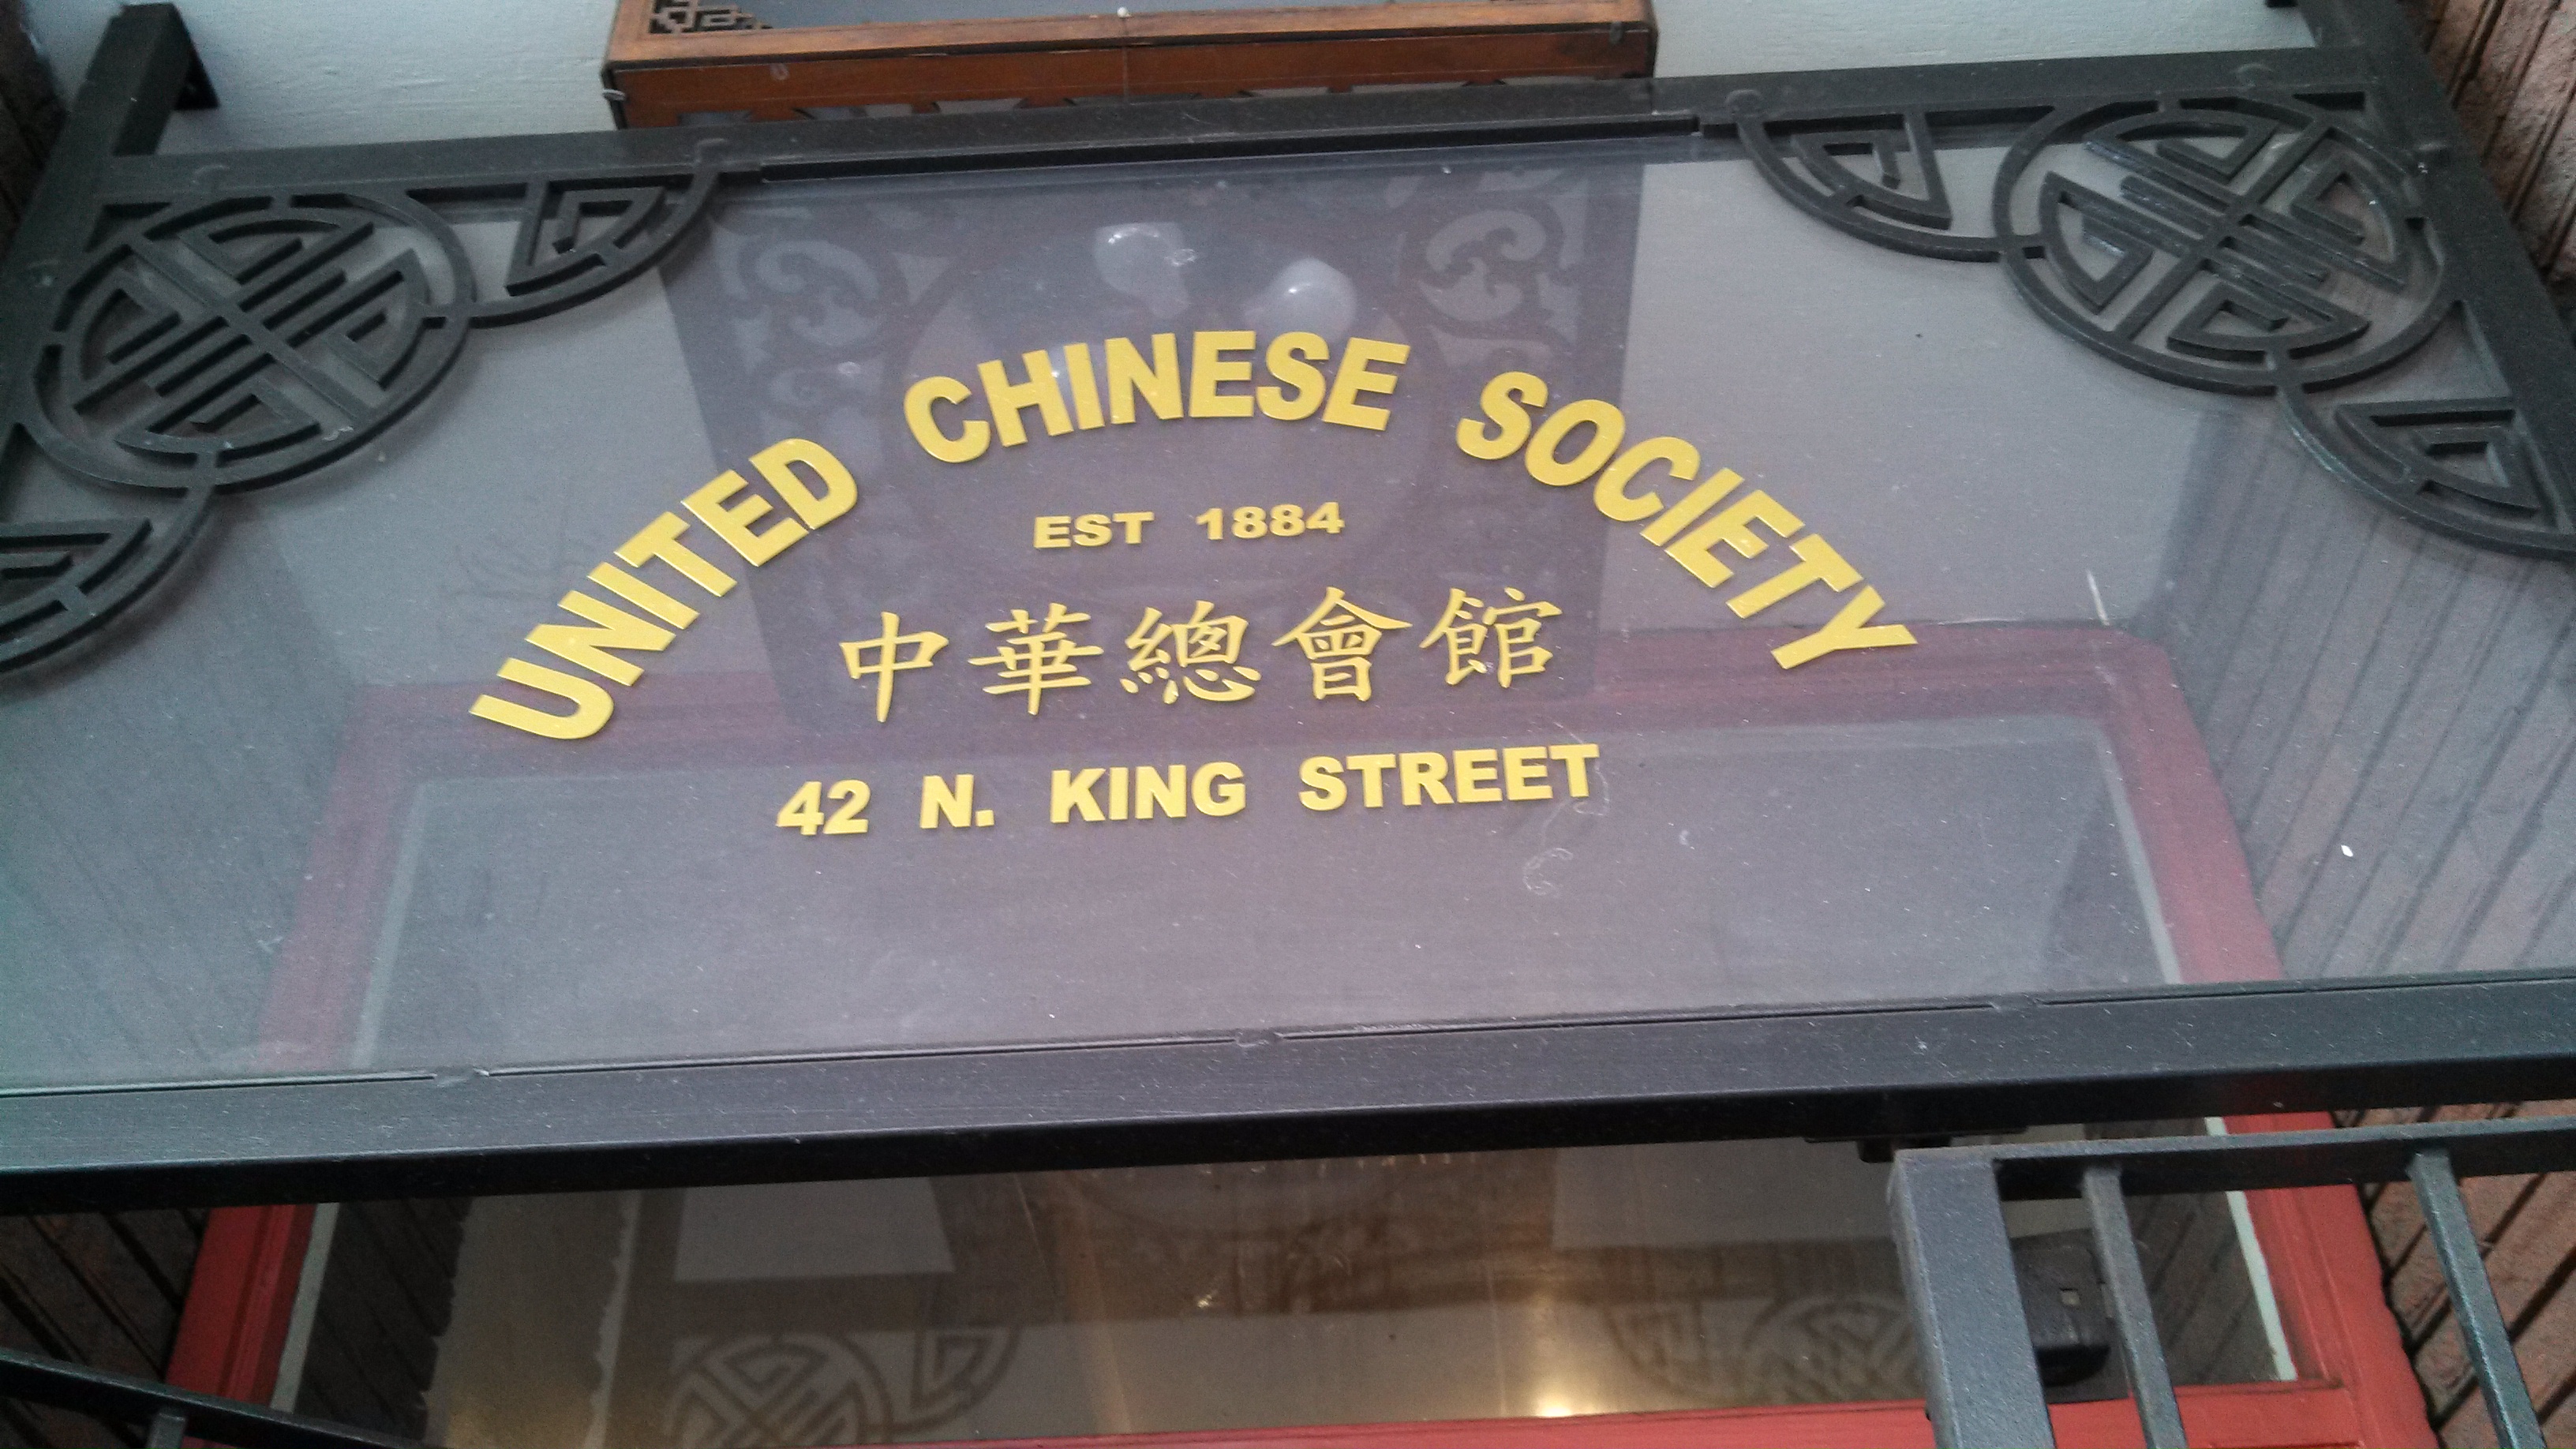 UNITED CHINESE SOCIETY
EST 1884
中華總會館
42 N. KING STREET